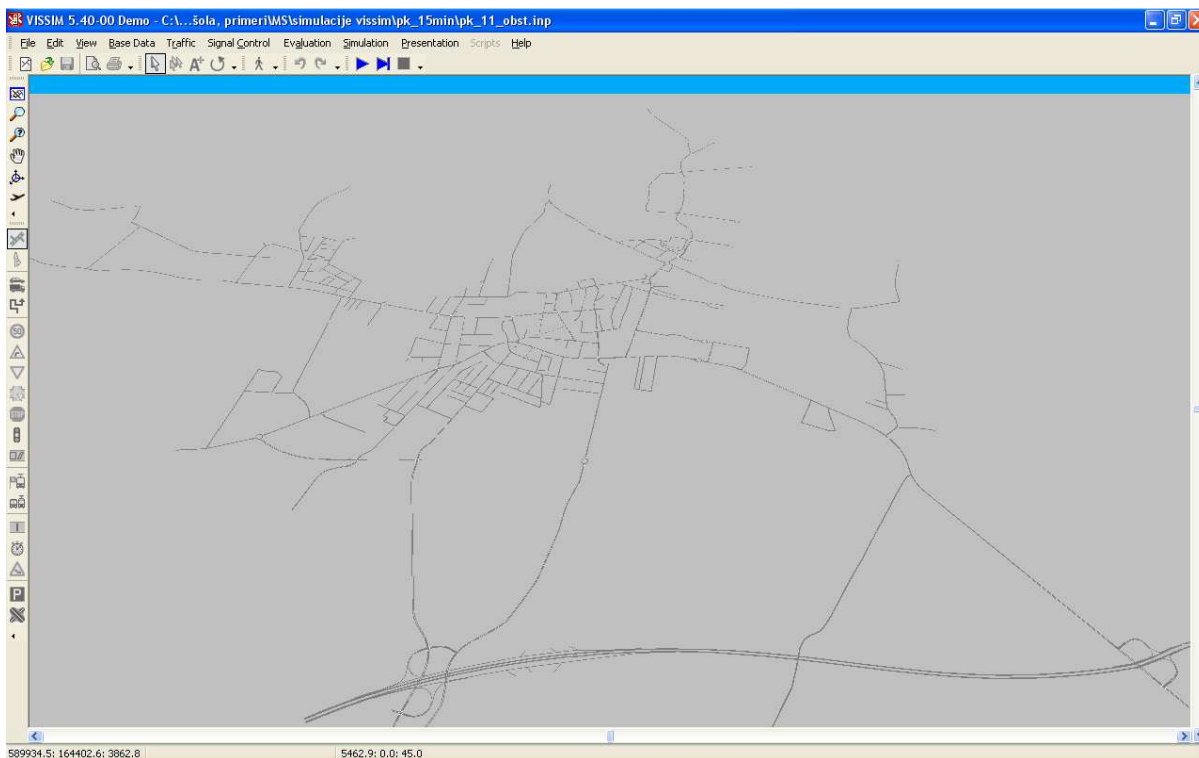 VISSIM 5.40-00 Demo - C:\...šola, primeri\MS\simulacije vissim\pk_15min\pk_11_obst.inp
File Edit View Base Data Traffic Signal Control Evaluation Simulation Presentation Scripts Help
50
STOP
P
589934.5: 164402.6: 3862.8 5462.9: 0.0: 45.0